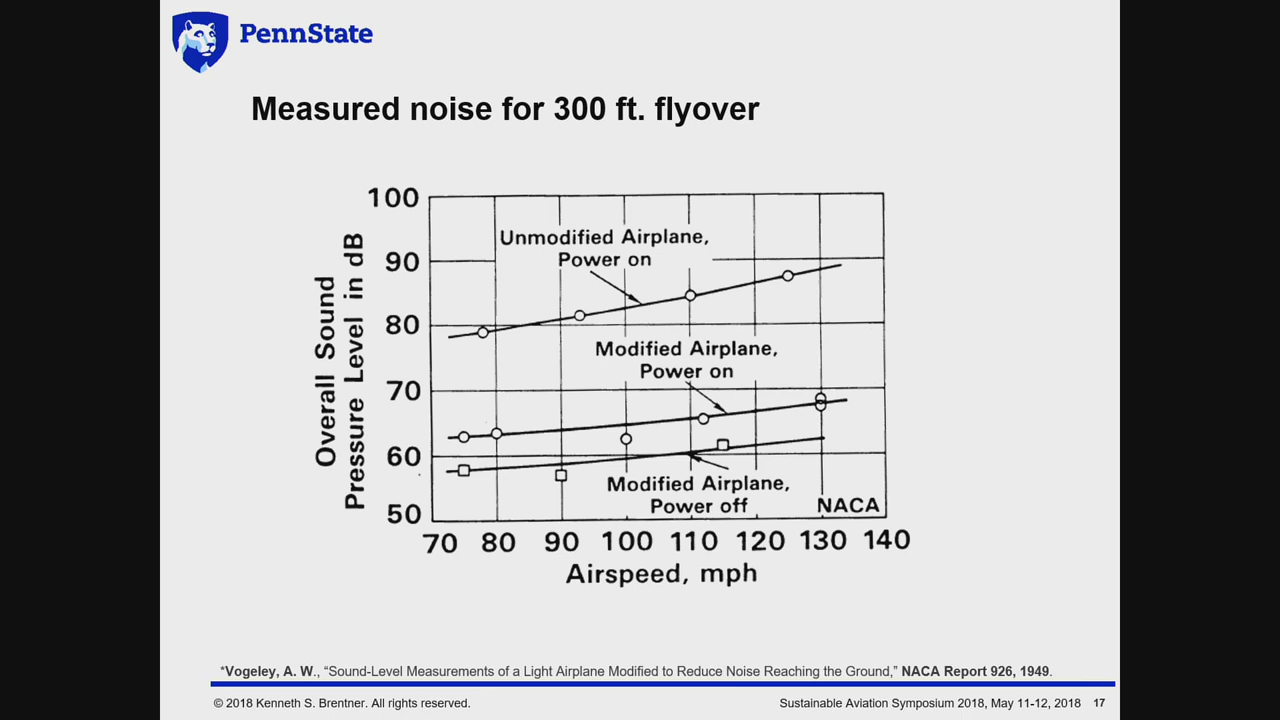 PennState
Measured noise for 300 ft. flyover
100
90
80
70
60
50
Overall Sound
Pressure Level in dB
Unmodified Airplane,
Power on
Modified Airplane,
Power on
Modified Airplane,
Power off
NACA
70 80 90 100 110 120 130 140
Airspeed, mph
*Vogeley, A. W., “Sound-Level Measurements of a Light Airplane Modified to Reduce Noise Reaching the Ground,” NACA Report 926, 1949.
© 2018 Kenneth S. Brentner. All rights reserved.
Sustainable Aviation Symposium 2018, May 11-12, 2018 17